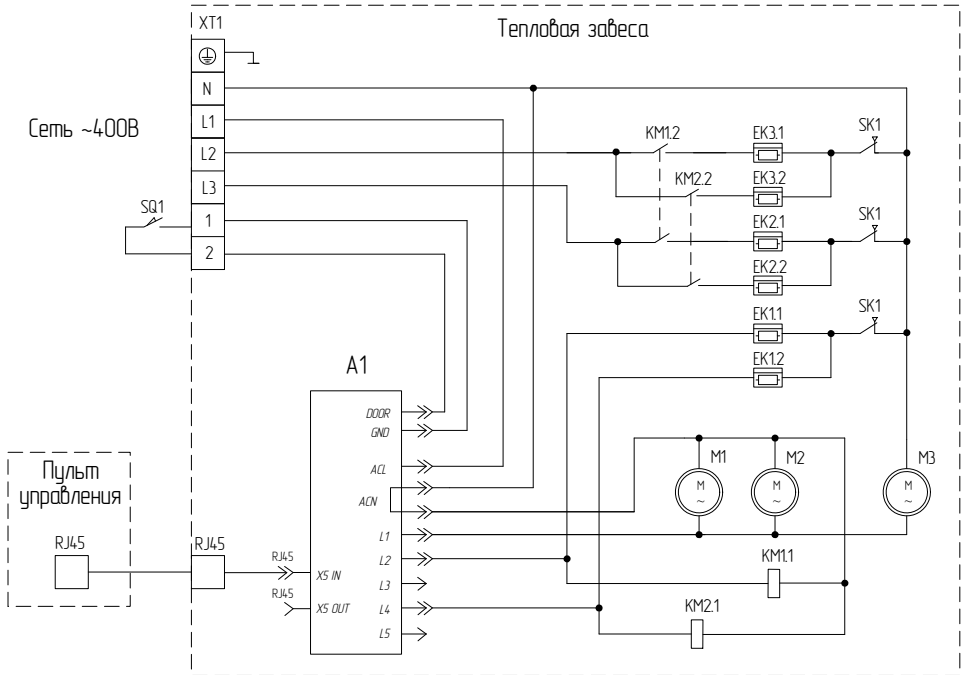 XT1
Тепловая завеса
N
Сеть ~400В
L1
L2
L3
SQ1
1
2
KM1.2
EK3.1
SK1
KM2.2
EK3.2
EK2.1
SK1
EK2.2
EK1.1
SK1
EK1.2
A1
DOOR
GND
ACL
ACN
L1
L2
L3
L4
L5
X5 IN
X5 OUT
RJ45
RJ45
Пульт
управления
RJ45
RJ45
M1
M2
M3
M
~
M
~
M
~
KM1.1
KM2.1